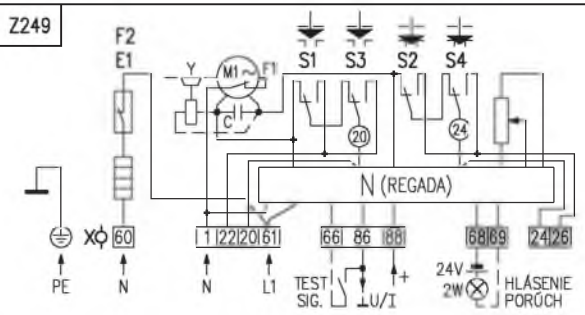 Z249
F2
E1
Y
M1~
F1
C
S1 S3 S2 S4
20
24
N (REGADA)
X 60
1 22 20 61
66 86 88
68 69
24 26
PE
N
N
L1
TEST
SIG.
U/I
+
24V
2W
HLÁSENIE
PORÚCH